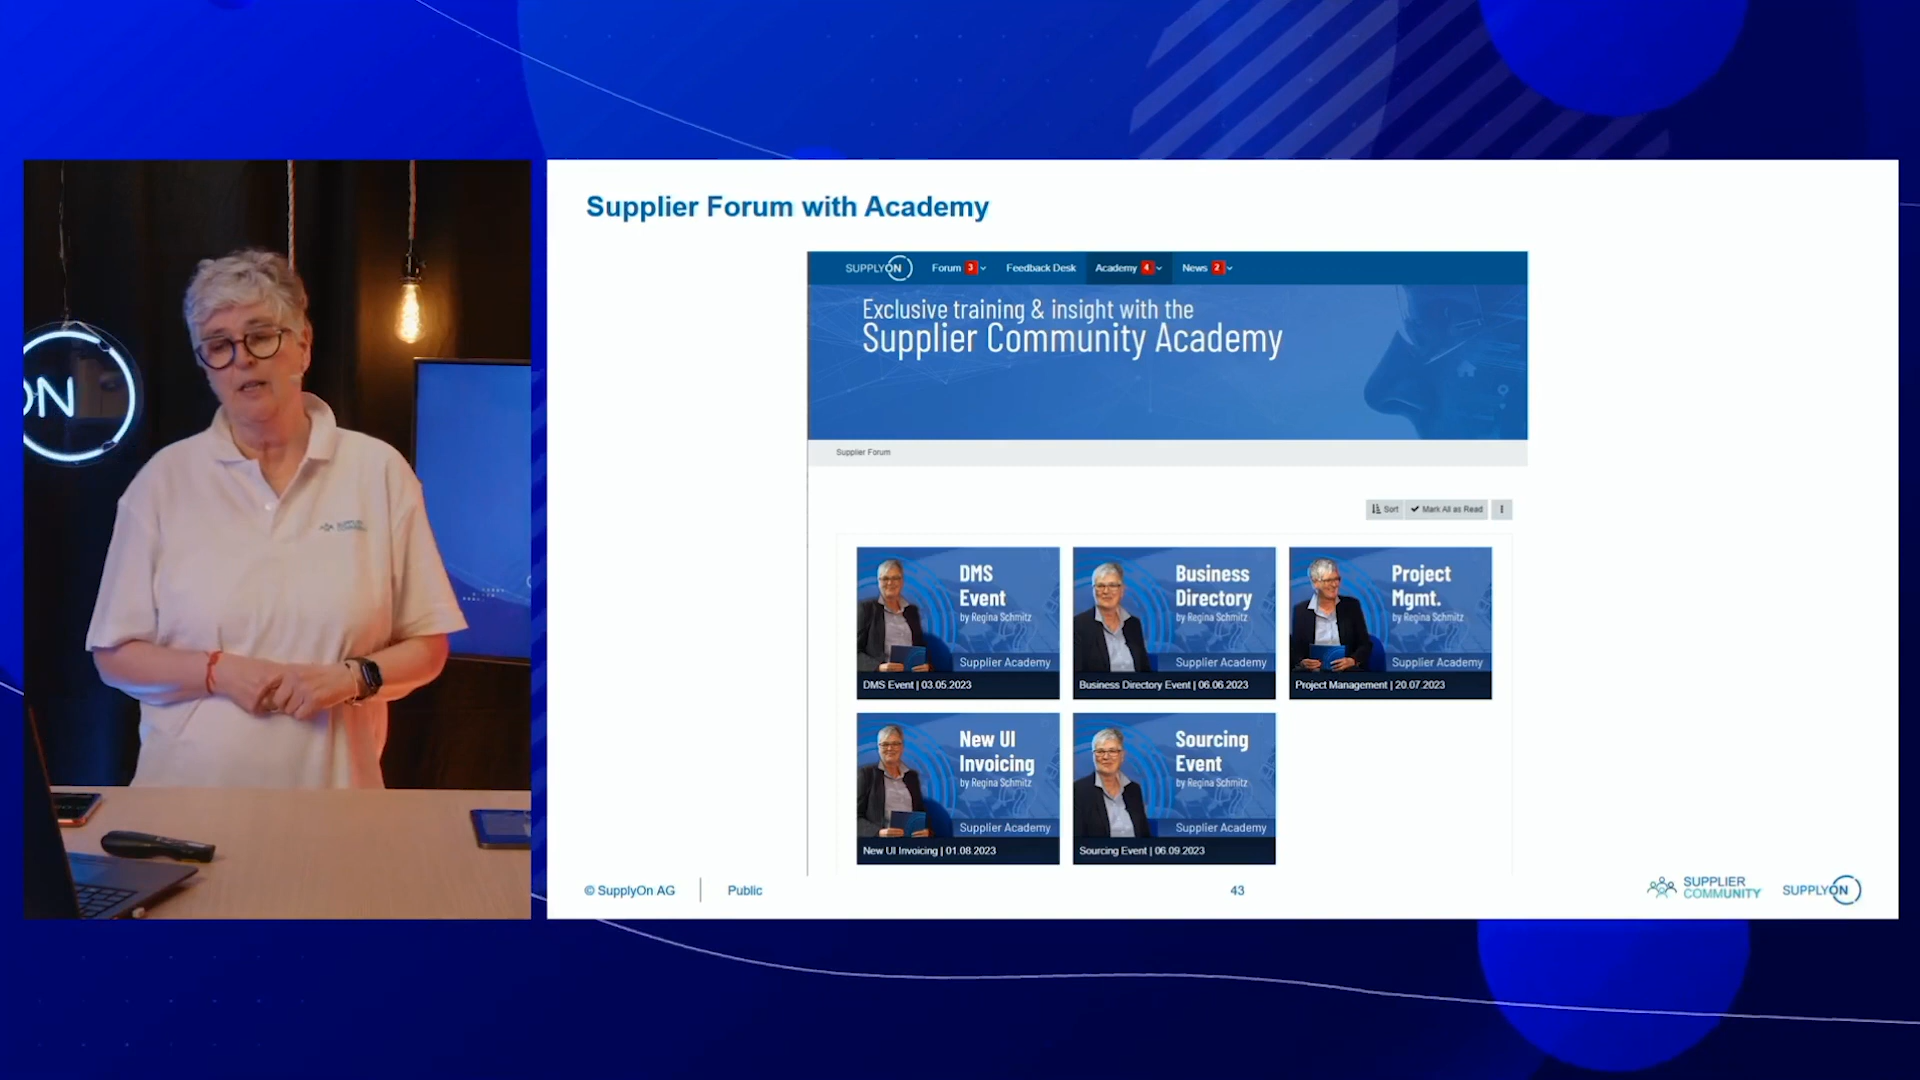 ON
SUPPLIER
COMMUNITY
Supplier Forum with Academy
SUPPLYON
Forum 3
Feedback Desk
Academy 4
News 2
Exclusive training & insight with the
Supplier Community Academy
Supplier Forum
Sort
Mark All as Read
DMS
Event
by Regina Schmitz
Supplier Academy
DMS Event | 03.05.2023
Business
Directory
by Regina Schmitz
Supplier Academy
Business Directory Event | 06.06.2023
Project
Mgmt.
by Regina Schmitz
Supplier Academy
Project Management | 20.07.2023
New UI
Invoicing
by Regina Schmitz
Supplier Academy
New UI Invoicing | 01.08.2023
Sourcing
Event
by Regina Schmitz
Supplier Academy
Sourcing Event | 06.09.2023
© SupplyOn AG
Public
43
SUPPLIER
COMMUNITY
SUPPLYON